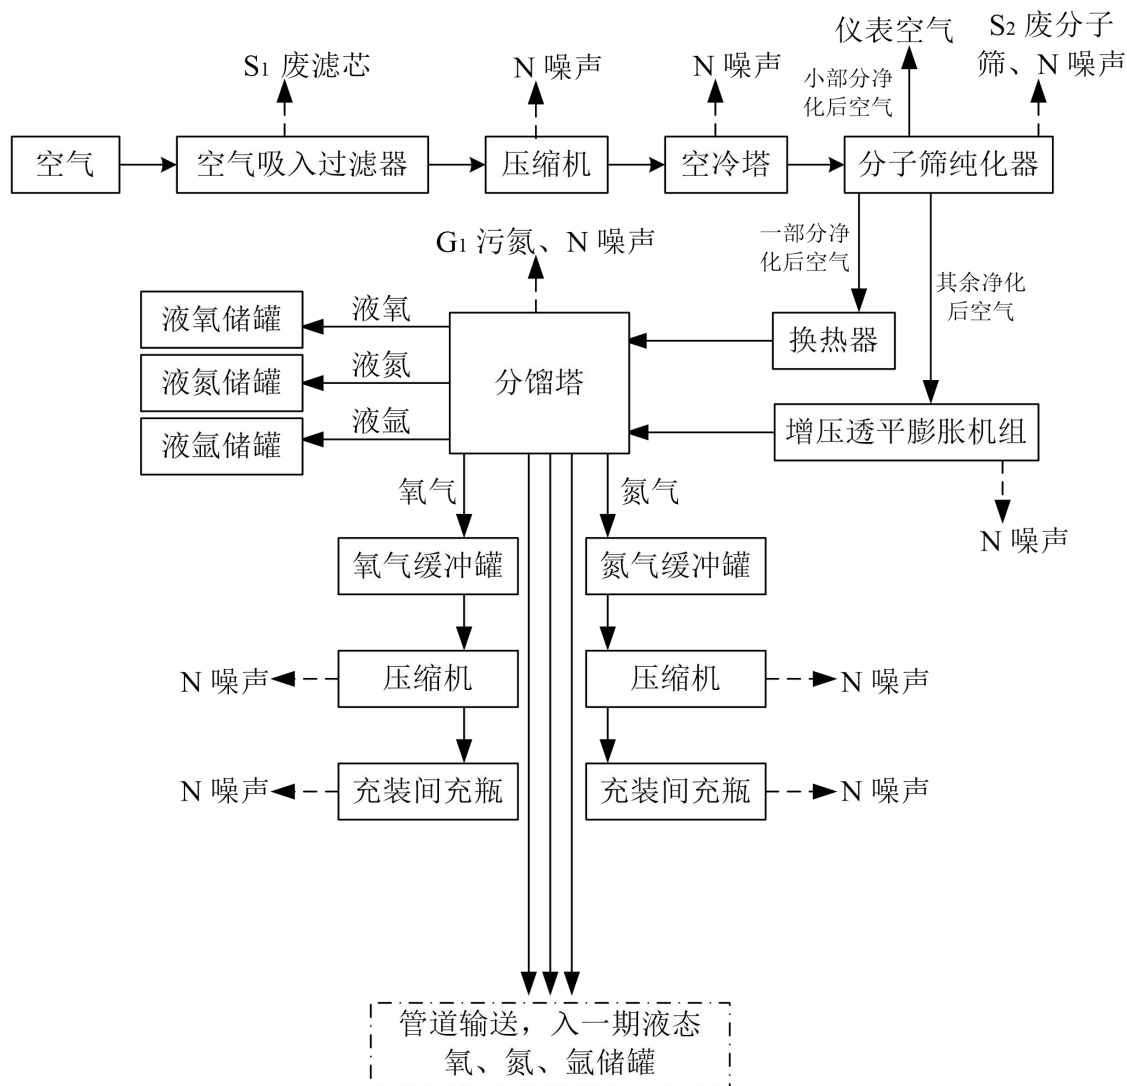 仪表空气
S2 废分子
筛、N 噪声
S1 废滤芯
N 噪声
N 噪声
小部分净
化后空气
空气
空气吸入过滤器
压缩机
空冷塔
分子筛纯化器
G1 污氮、N 噪声
一部分净
化后空气
其余净化
后空气
液氧储罐
液氧
液氮储罐
液氮
液氩储罐
液氩
分馏塔
换热器
增压透平膨胀机组
N 噪声
氧气
氮气
氧气缓冲罐
氮气缓冲罐
N 噪声
压缩机
压缩机
N 噪声
N 噪声
充装间充瓶
充装间充瓶
N 噪声
管道输送，入一期液态
氧、氮、氩储罐